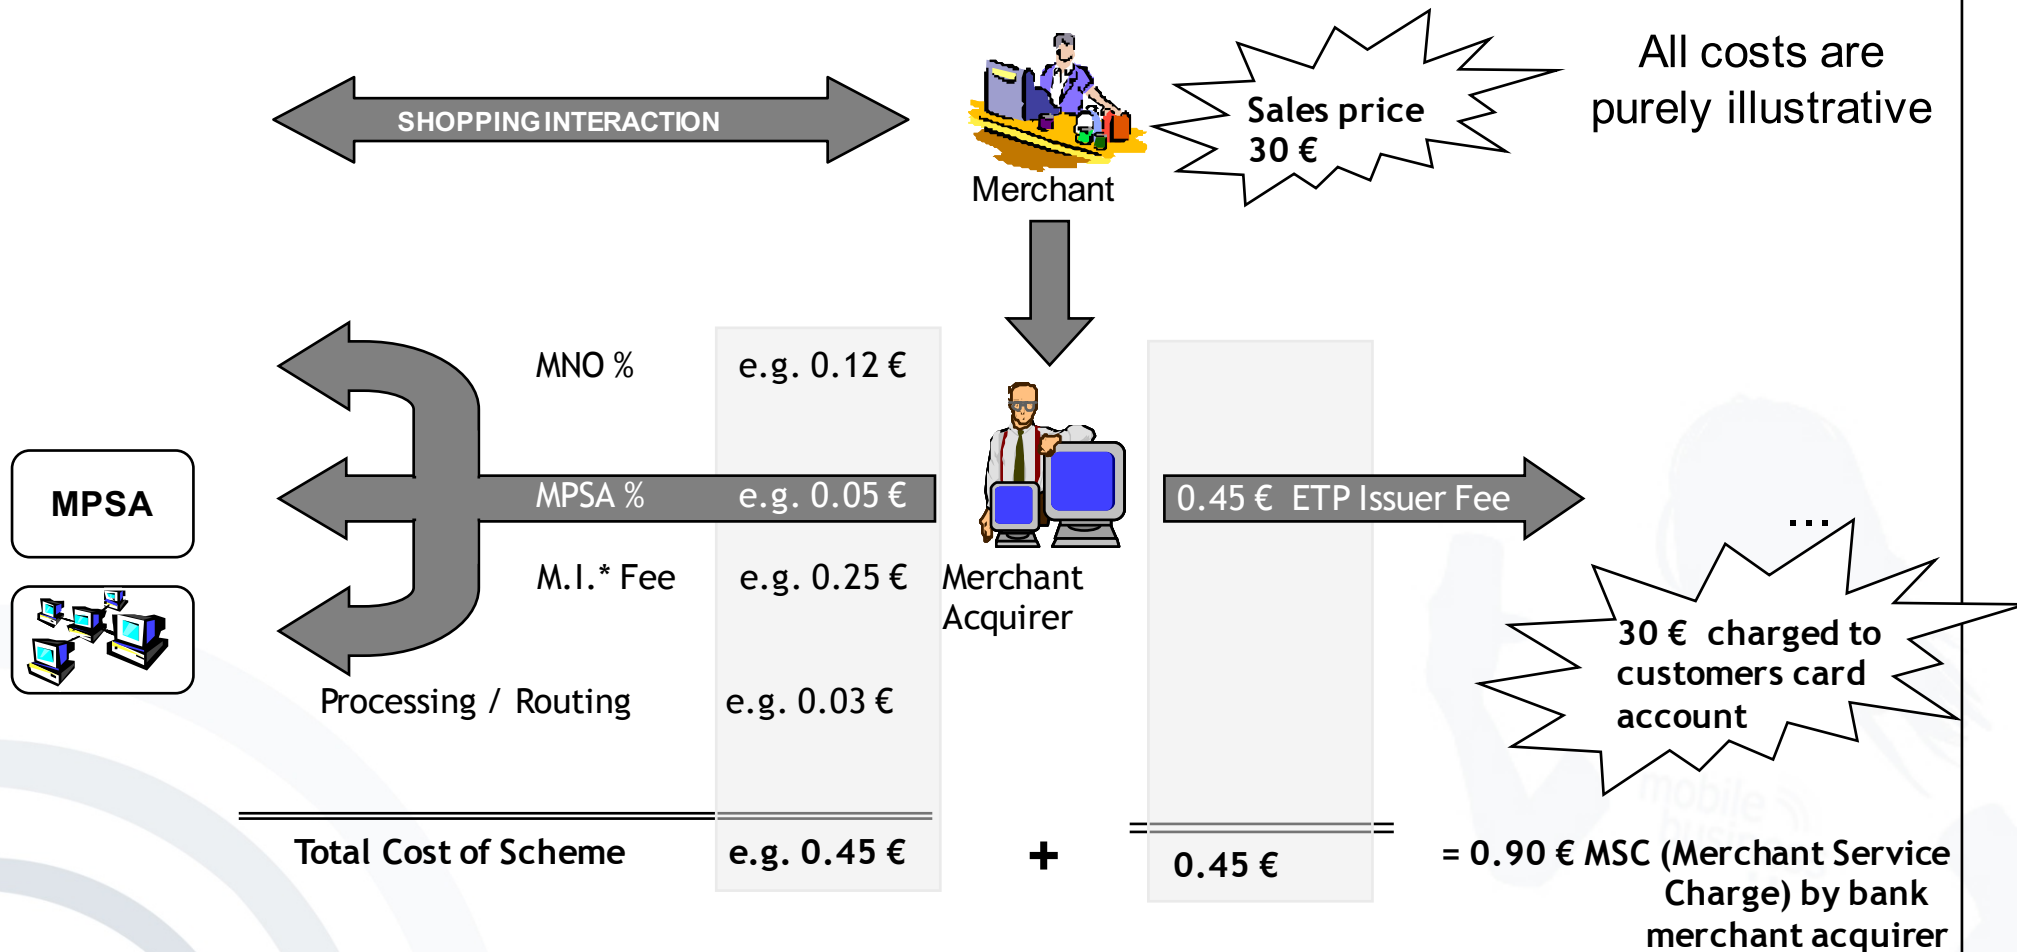 All costs are
purely illustrative
SHOPPING INTERACTION
Sales price
30 €
Merchant
MNO %
e.g. 0.12 €
MPSA
MPSA %
e.g. 0.05 €
0.45 € ETP Issuer Fee
...
M.I.* Fee
e.g. 0.25 €
Merchant
Acquirer
30 € charged to
customers card
account
Processing / Routing
e.g. 0.03 €
mobile
Total Cost of Scheme
e.g. 0.45 €
+
0.45 €
= 0.90 € MSC (Merchant Service
Charge) by bank
merchant acquirer